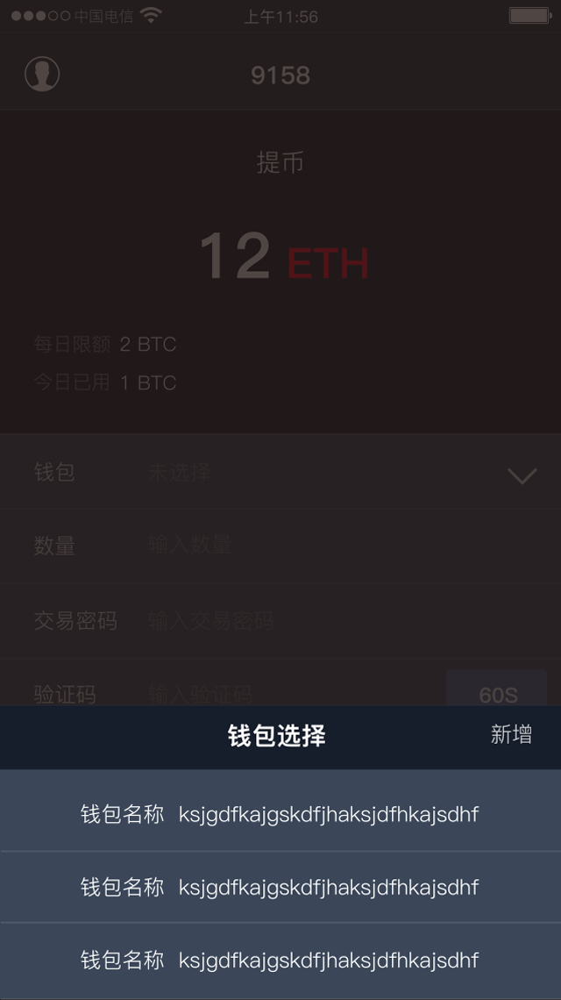 中国电信 上午11:56
9158
提币
12 ETH
每日限额 2 BTC
今日已用 1 BTC
钱包 未选择
数量 输入数量
交易密码 输入交易密码
验证码 输入验证码 60S
钱包选择 新增
钱包名称 ksjgdfkajgskdfjhaksjdfhkajsdhf
钱包名称 ksjgdfkajgskdfjhaksjdfhkajsdhf
钱包名称 ksjgdfkajgskdfjhaksjdfhkajsdhf